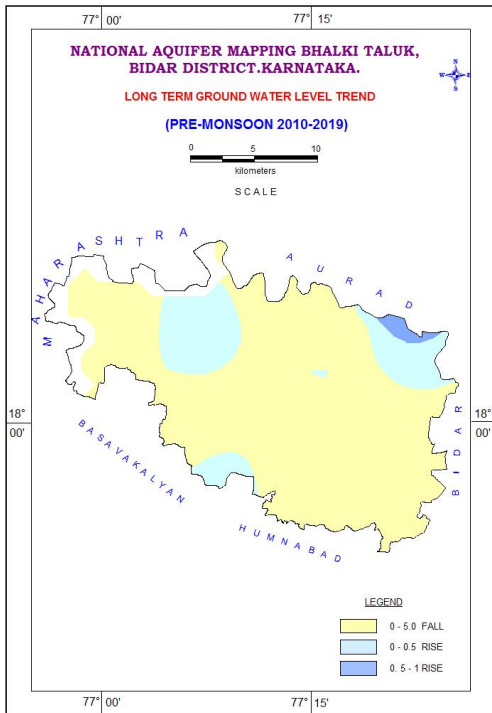 77° 00'
77° 15'
NATIONAL AQUIFER MAPPING BHALKI TALUK,
BIDAR DISTRICT.KARNATAKA.
LONG TERM GROUND WATER LEVEL TREND
(PRE-MONSOON 2010-2019)
N
W
E
S
0 5 10
kilometers
SCALE
MAHARASHTRA
AURAD
18°
00'
18°
00'
BIDAR
BASAVAKALYAN
HUMNABAD
LEGEND
0 - 5.0 FALL
0 - 0.5 RISE
0. 5 - 1 RISE
77° 00'
77° 15'